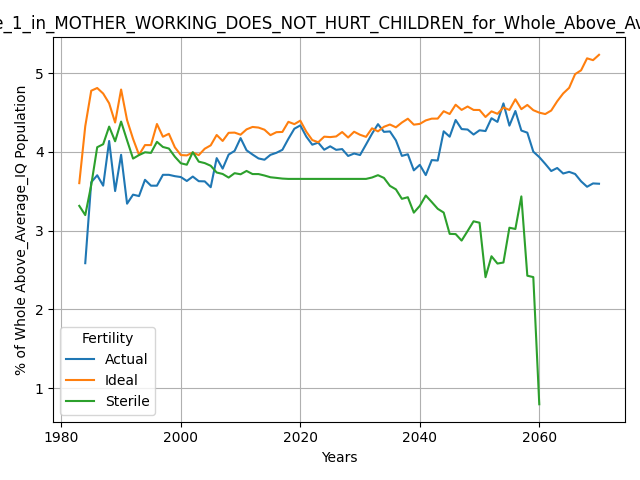 e_1_in_MOTHER_WORKING_DOES_NOT_HURT_CHILDREN_for_Whole_Above_Av
% of Whole Above_Average_IQ Population
5
4
3
2
1
Fertility
Actual
Ideal
Sterile
1980
2000
2020
2040
2060
Years